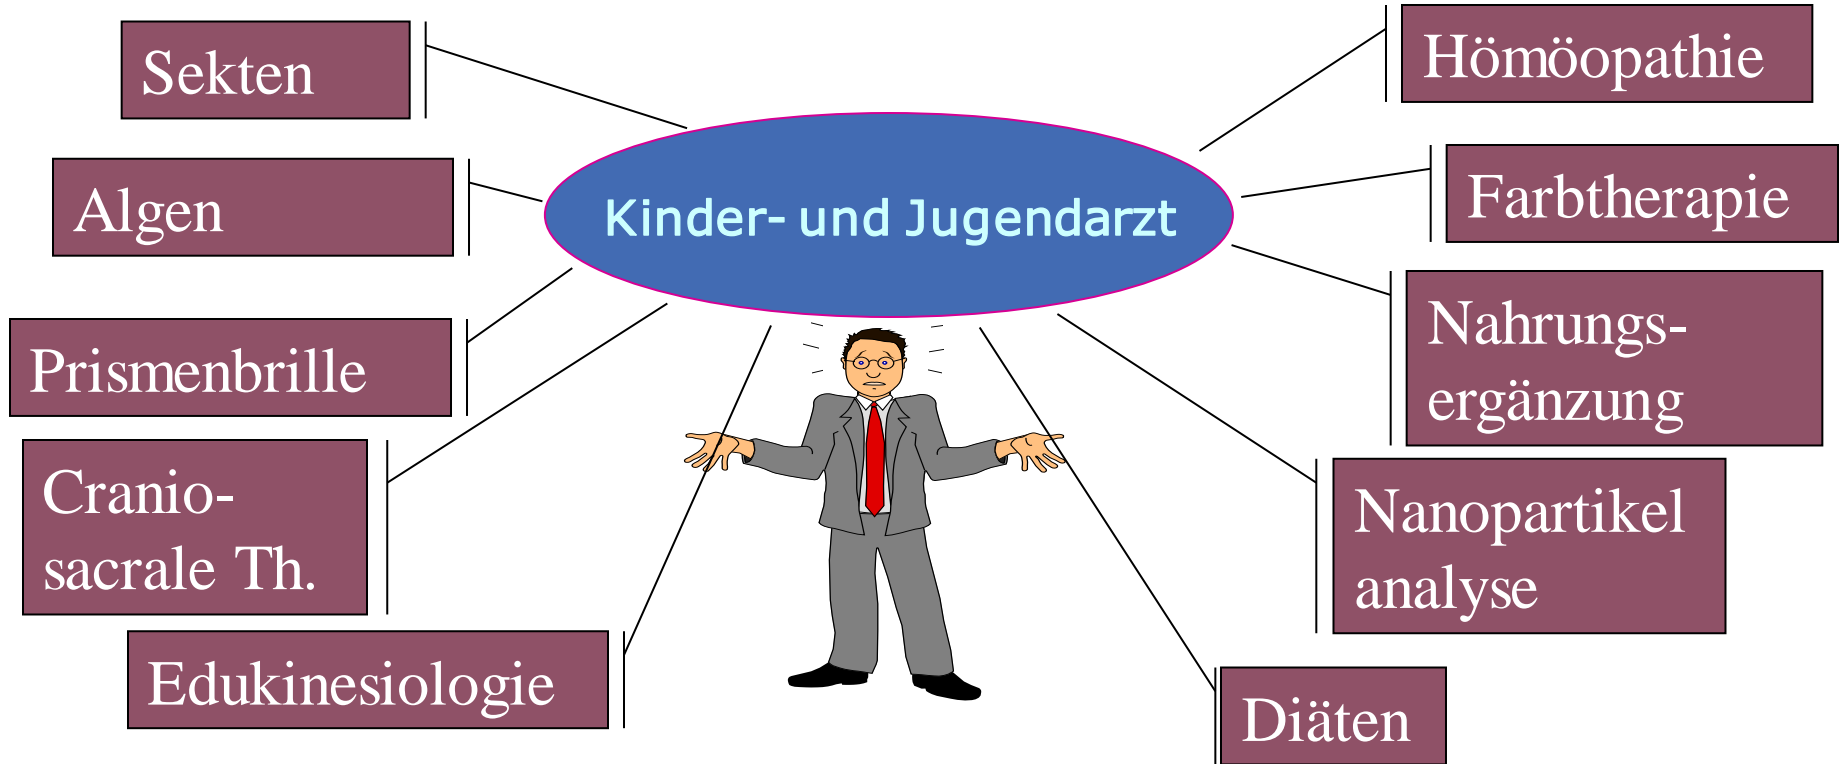 Sekten
Hömöopathie
Algen
Kinder- und Jugendarzt
Farbtherapie
Prismenbrille
Nahrungs-
ergänzung
Cranio-
sacrale Th.
Nanopartikel
analyse
Edukinesiologie
Diäten